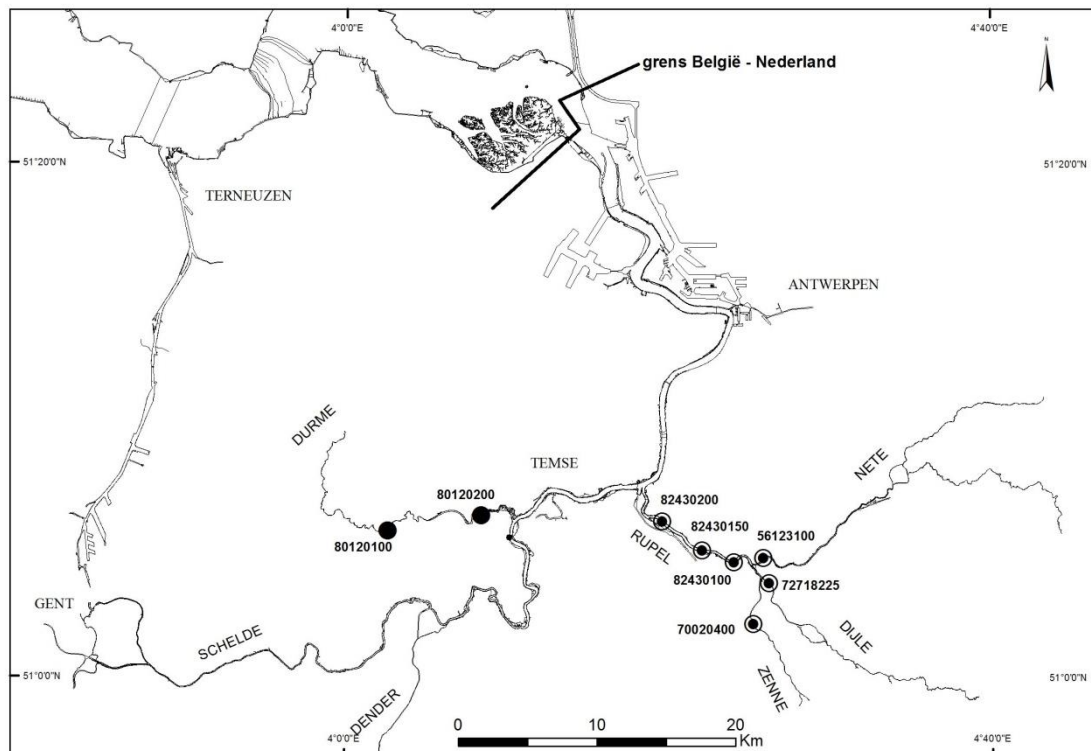 4°0'0"E
4°40'0"E
N
grens België - Nederland
51°20'0"N
51°20'0"N
TERNEUZEN
ANTWERPEN
DURME
NETE
TEMSE
80120200
82430200
82430150
56123100
80120100
RUPEL
82430100
72718225
GENT
70020400
SCHELDE
DIJLE
51°0'0"N
51°0'0"N
ZENNE
DENDER
0
10
20
Km
4°0'0"E
4°40'0"E